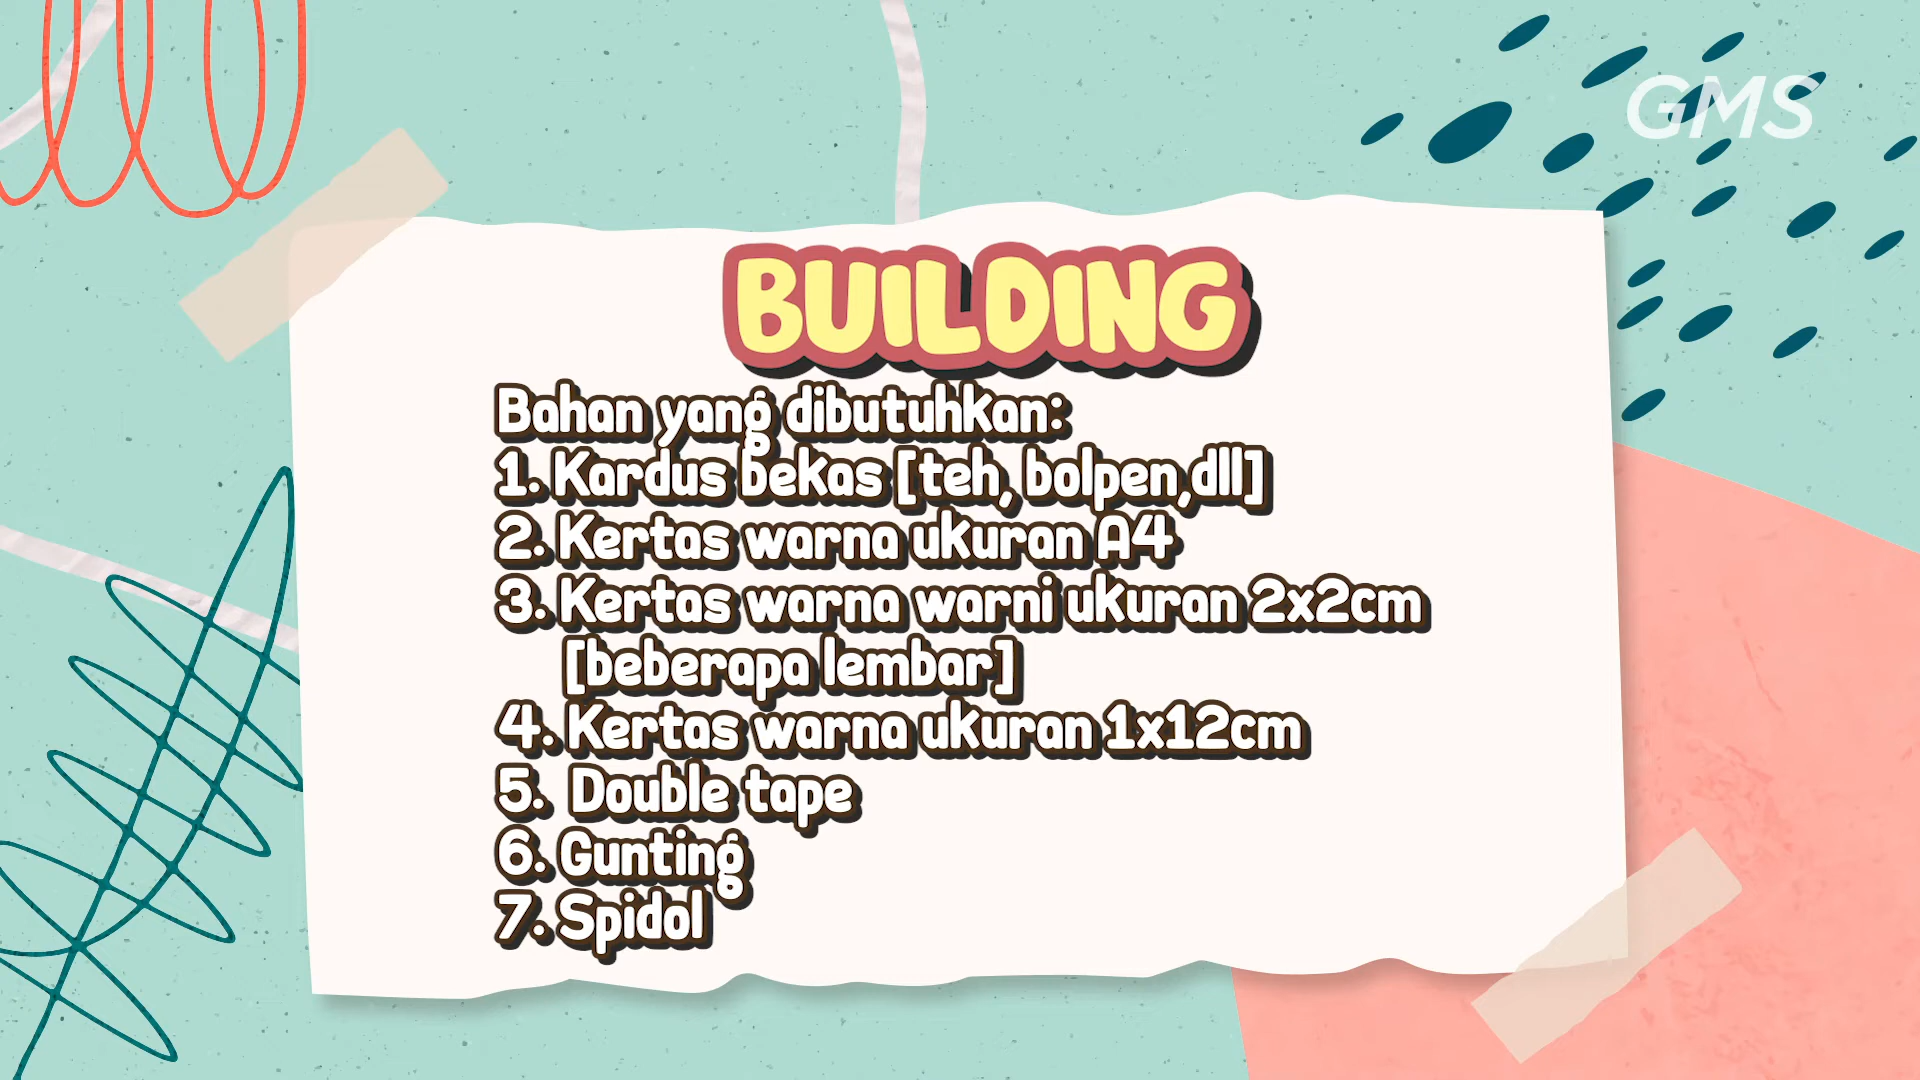 GMS
BUILDING
Bahan yang dibutuhkan:
1. Kardus bekas [teh, bolpen,dll]
2. Kertas warna ukuran A4
3. Kertas warna warni ukuran 2x2cm
[beberapa lembar]
4. Kertas warna ukuran 1x12cm
5. Double tape
6. Gunting
7. Spidol